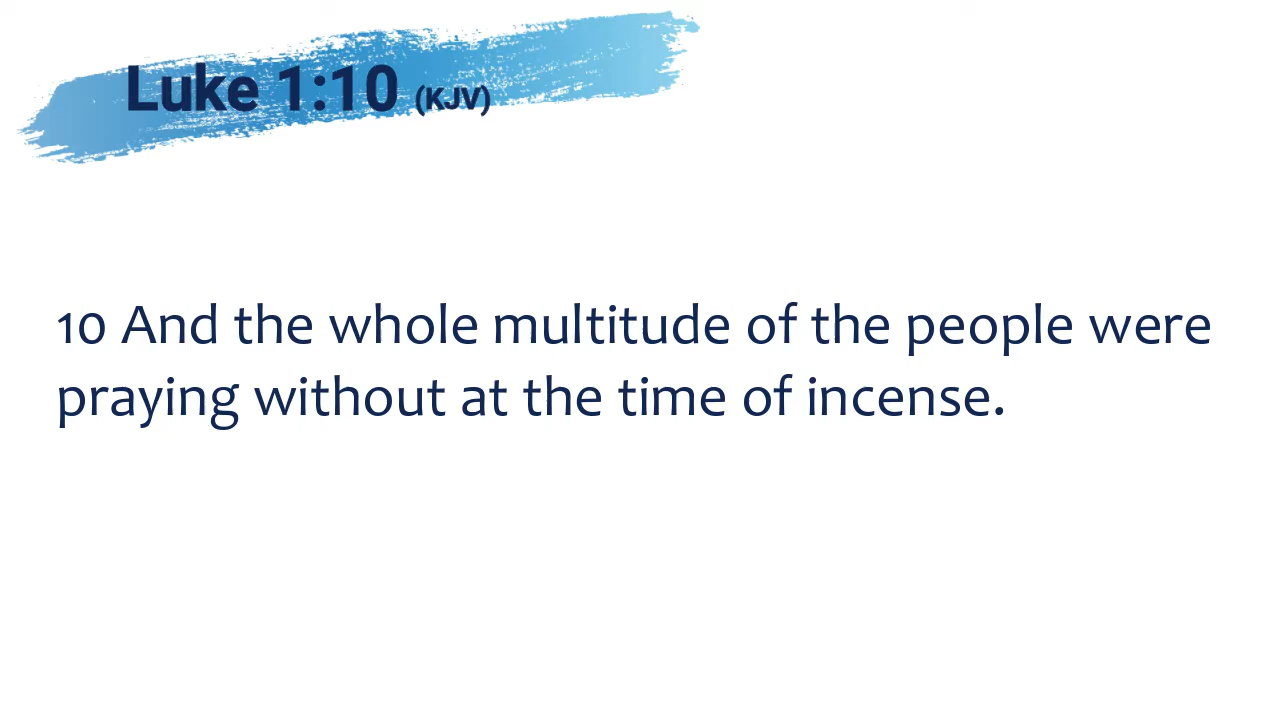 Luke 1:10 (KJV)
10 And the whole multitude of the people were
praying without at the time of incense.